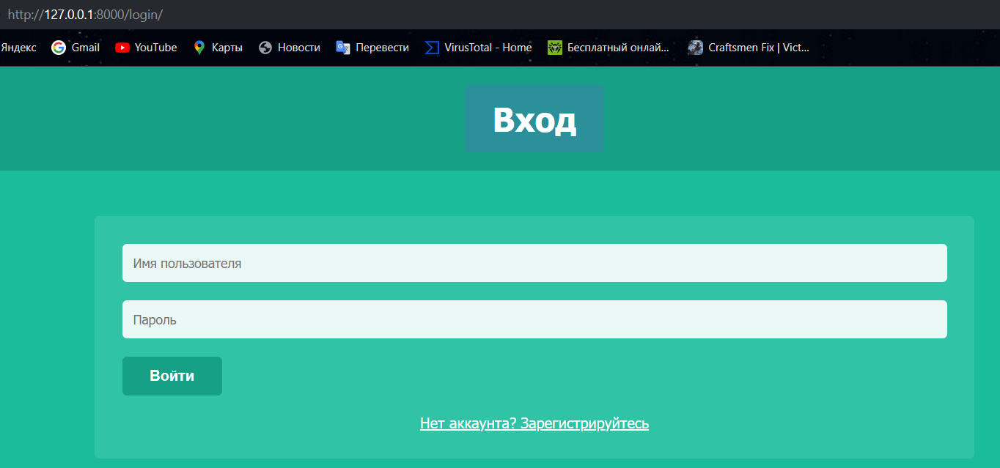 http://127.0.0.1:8000/login/
Яндекс Gmail YouTube Карты Новости Перевести VirusTotal - Home Бесплатный онлай... Craftsmen Fix | Vict...
Вход
Имя пользователя
Пароль
Войти
Нет аккаунта? Зарегистрируйтесь